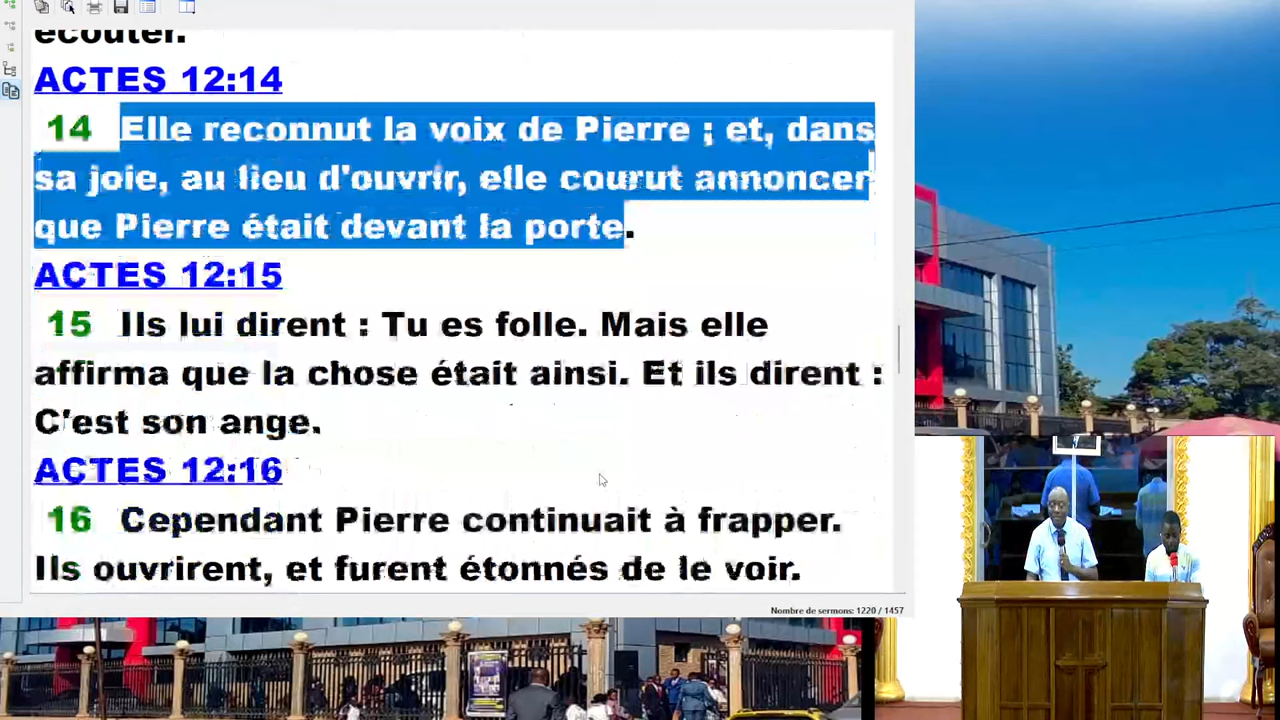 écouter.
ACTES 12:14
14 Elle reconnut la voix de Pierre ; et, dans
sa joie, au lieu d'ouvrir, elle courut annoncer
que Pierre était devant la porte.
ACTES 12:15
15 Ils lui dirent : Tu es folle. Mais elle
affirma que la chose était ainsi. Et ils dirent :
C'est son ange.
ACTES 12:16
16 Cependant Pierre continuait à frapper.
Ils ouvrirent, et furent étonnés de le voir.
Nombre de sermons: 1220 / 1457